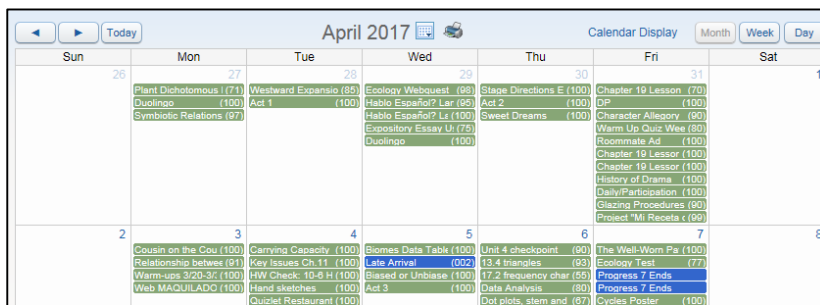 Today April 2017 Calendar Display Month Week Day
Sun Mon Tue Wed Thu Fri Sat
26 27 28 29 30 31 1
Plant Dichotomous (71) Westward Expansio (85) Ecology Webquest (98) Stage Directions E (100) Chapter 19 Lesson (70)
Duolingo (100) Act 1 (100) Hablo Español? Lar (95) Act 2 (100) DP (100)
Symbiotic Relations (97) Hablo Español? La (100) Sweet Dreams (100) Character Allegory (90)
Expository Essay U: (75) Warm Up Quiz Wee (80)
Duolingo (100) Roommate Ad (100)
Chapter 19 Lesson (100)
Chapter 19 Lesson (100)
History of Drama (100)
Daily/Participation (100)
Glazing Procedures (90)
Project "Mi Receta (99)
2 3 4 5 6 7 8
Cousin on the Cou (100) Carrying Capacity (100) Biomes Data Table (100) Unit 4 checkpoint (90) The Well-Worn Pa (100)
Relationship betwee (91) Key Issues Ch.11 (100) Late Arrival (002) 13.4 triangles (93) Ecology Test (77)
Warm-ups 3/20-3/ (100) HW Check: 10-6 H (100) Biased or Unbiase (100) 17.2 frequency char (55) Progress 7 Ends
Web MAQUILADO (100) Hand sketches (100) Act 3 (100) Data Analysis (80) Progress 7 Ends
Quizlet Restaurant (100) Dot plots, stem and (67) Cycles Poster (100)